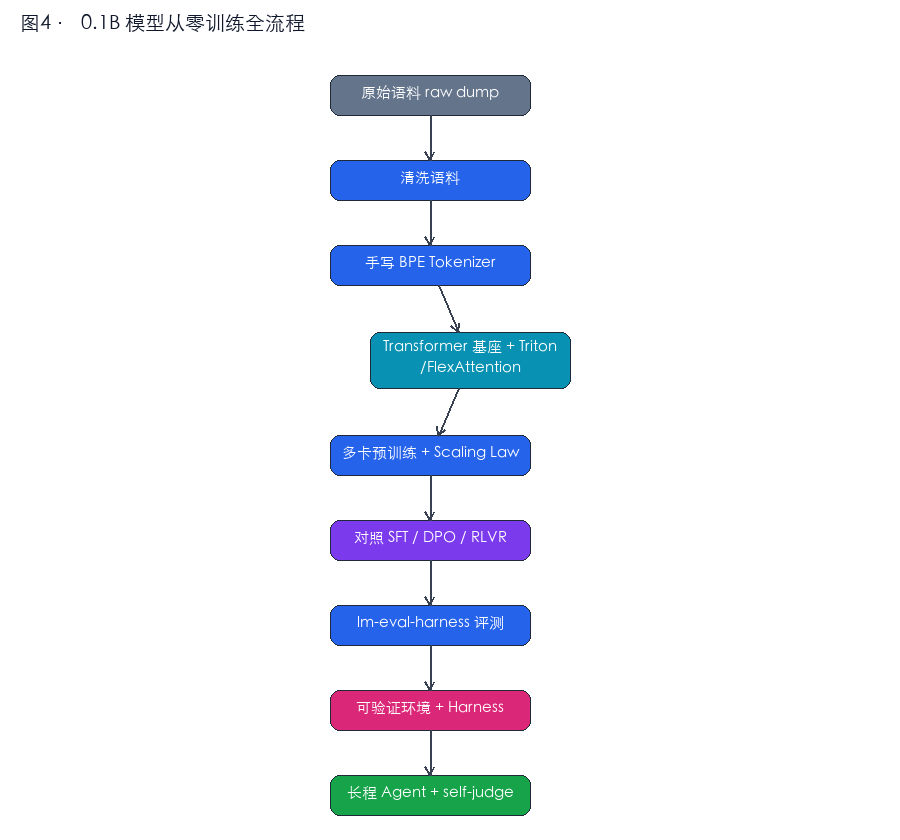 图4 · 0.1B 模型从零训练全流程
原始语料 raw dump
清洗语料
手写 BPE Tokenizer
Transformer 基座 + Triton
/FlexAttention
多卡预训练 + Scaling Law
对照 SFT / DPO / RLVR
lm-eval-harness 评测
可验证环境 + Harness
长程 Agent + self-judge